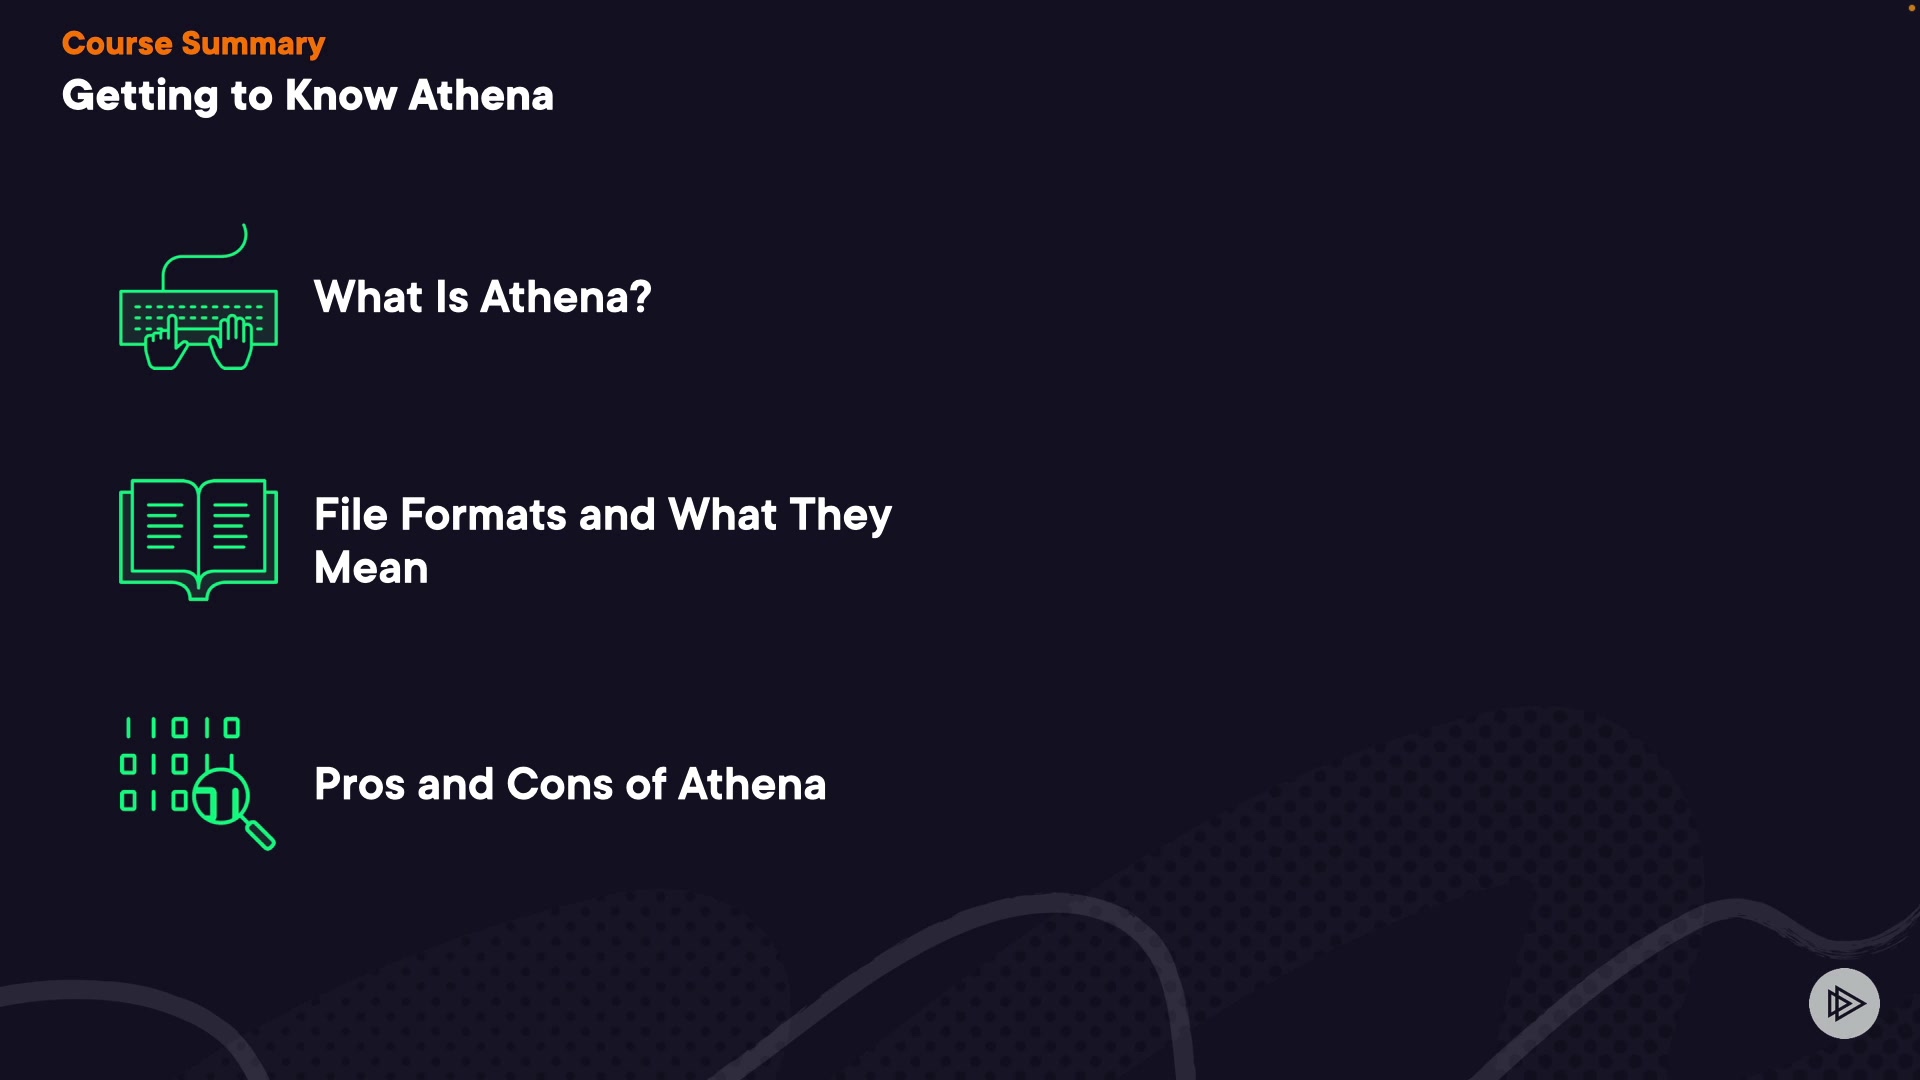 Course Summary
Getting to Know Athena
What Is Athena?
File Formats and What They
Mean
Pros and Cons of Athena